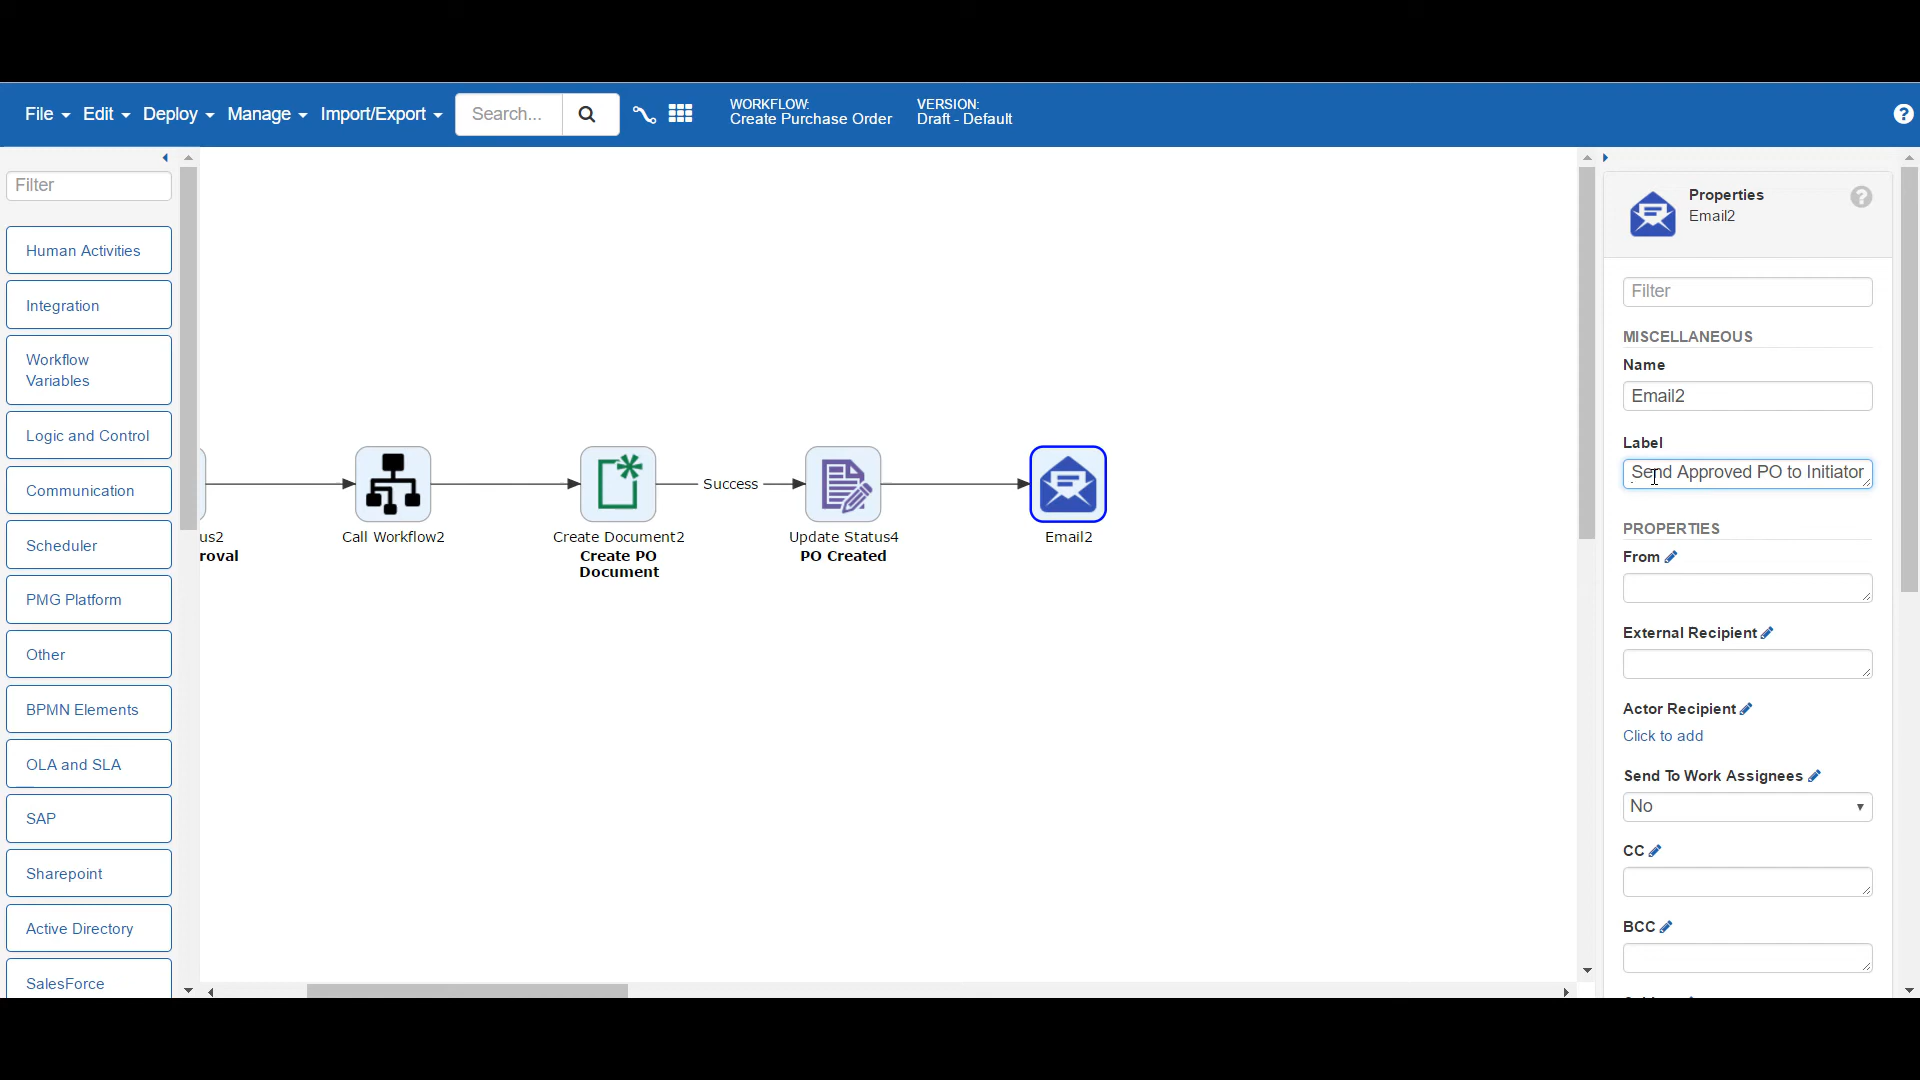 File Edit Deploy Manage Import/Export Search...
WORKFLOW:
Create Purchase Order
VERSION:
Draft - Default
Filter
Human Activities
Integration
Workflow
Variables
Logic and Control
Communication
Scheduler
PMG Platform
Other
BPMN Elements
OLA and SLA
SAP
Sharepoint
Active Directory
SalesForce
us2
roval
Call Workflow2
Create Document2
Create PO
Document
Success
Update Status4
PO Created
Email2
Properties
Email2
Filter
MISCELLANEOUS
Name
Email2
Label
Send Approved PO to Initiator
PROPERTIES
From
External Recipient
Actor Recipient
Click to add
Send To Work Assignees
No
CC
BCC